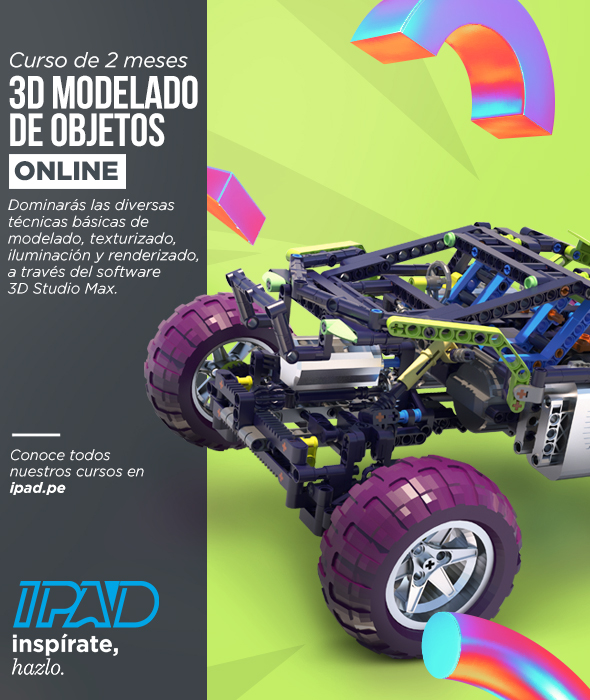 Curso de 2 meses
3D MODELADO
DE OBJETOS
ONLINE
Dominarás las diversas
técnicas básicas de
modelado, texturizado,
iluminación y renderizado,
a través del software
3D Studio Max.
Conoce todos
nuestros cursos en
ipad.pe
IPAD
inspírate,
hazlo.